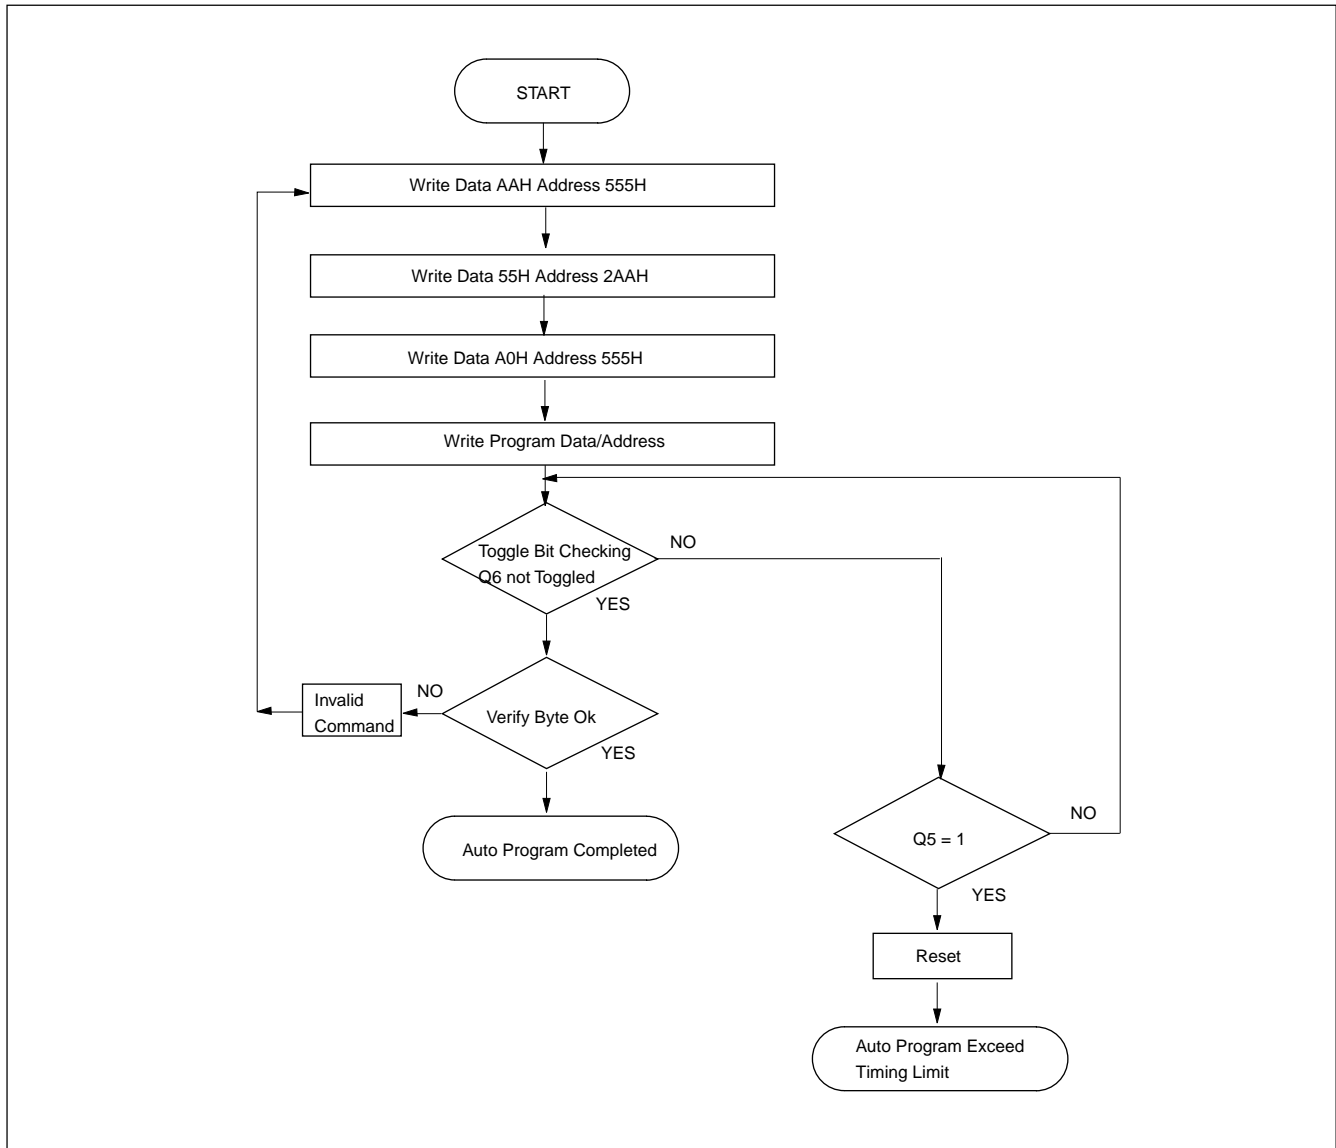 START
Write Data AAH Address 555H
Write Data 55H Address 2AAH
Write Data A0H Address 555H
Write Program Data/Address
Toggle Bit Checking
Q6 not Toggled
NO
YES
Invalid
Command
NO
Verify Byte Ok
YES
Auto Program Completed
Q5 = 1
NO
YES
Reset
Auto Program Exceed
Timing Limit